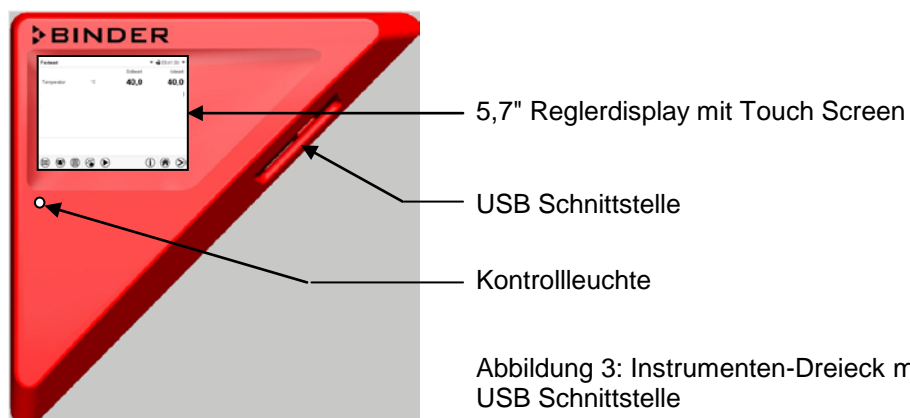 BINDER
Festwert
Sollwert Istwert
Temperatur °C 40,0 40,0
5,7" Reglerdisplay mit Touch Screen
USB Schnittstelle
Kontrollleuchte
Abbildung 3: Instrumenten-Dreieck m
USB Schnittstelle